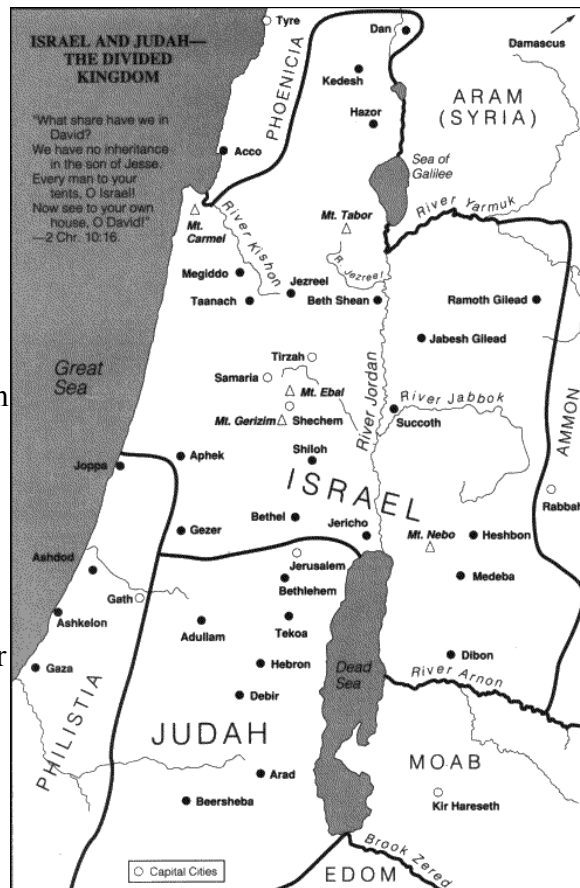 ISRAEL AND JUDAH—
THE DIVIDED
KINGDOM
"What share have we in
David?
We have no inheritance
in the son of Jesse.
Every man to your
tents, O Israel!
Now see to your own
house, O David!"
—2 Chr. 10:16.
Tyre
Dan
Damascus
PHOENICIA
Kedesh
ARAM
(SYRIA)
Hazor
Acco
Sea of
Galilee
River Yarmuk
Mt.
Carmel
River Kishon
Mt. Tabor
R. Jezreel
Megiddo
Jezreel
Taanach
Beth Shean
Ramoth Gilead
Jabesh Gilead
Great
Sea
Tirzah
Samaria
Mt. Ebal
River Jordan
River Jabbok
n
Mt. Gerizim
Shechem
Succoth
AMMON
Joppa
Aphek
Shiloh
ISRAEL
Rabbah
Gezer
Bethel
Jericho
Mt. Nebo
Heshbon
Ashdod
Jerusalem
Medeba
Bethlehem
Gath
Ashkelon
Adullam
Tekoa
r
Gaza
Hebron
Dead
Sea
Dibon
River Arnon
PHILISTIA
Debir
JUDAH
MOAB
Arad
Beersheba
Kir Hareseth
Brook Zered
Capital Cities
EDOM